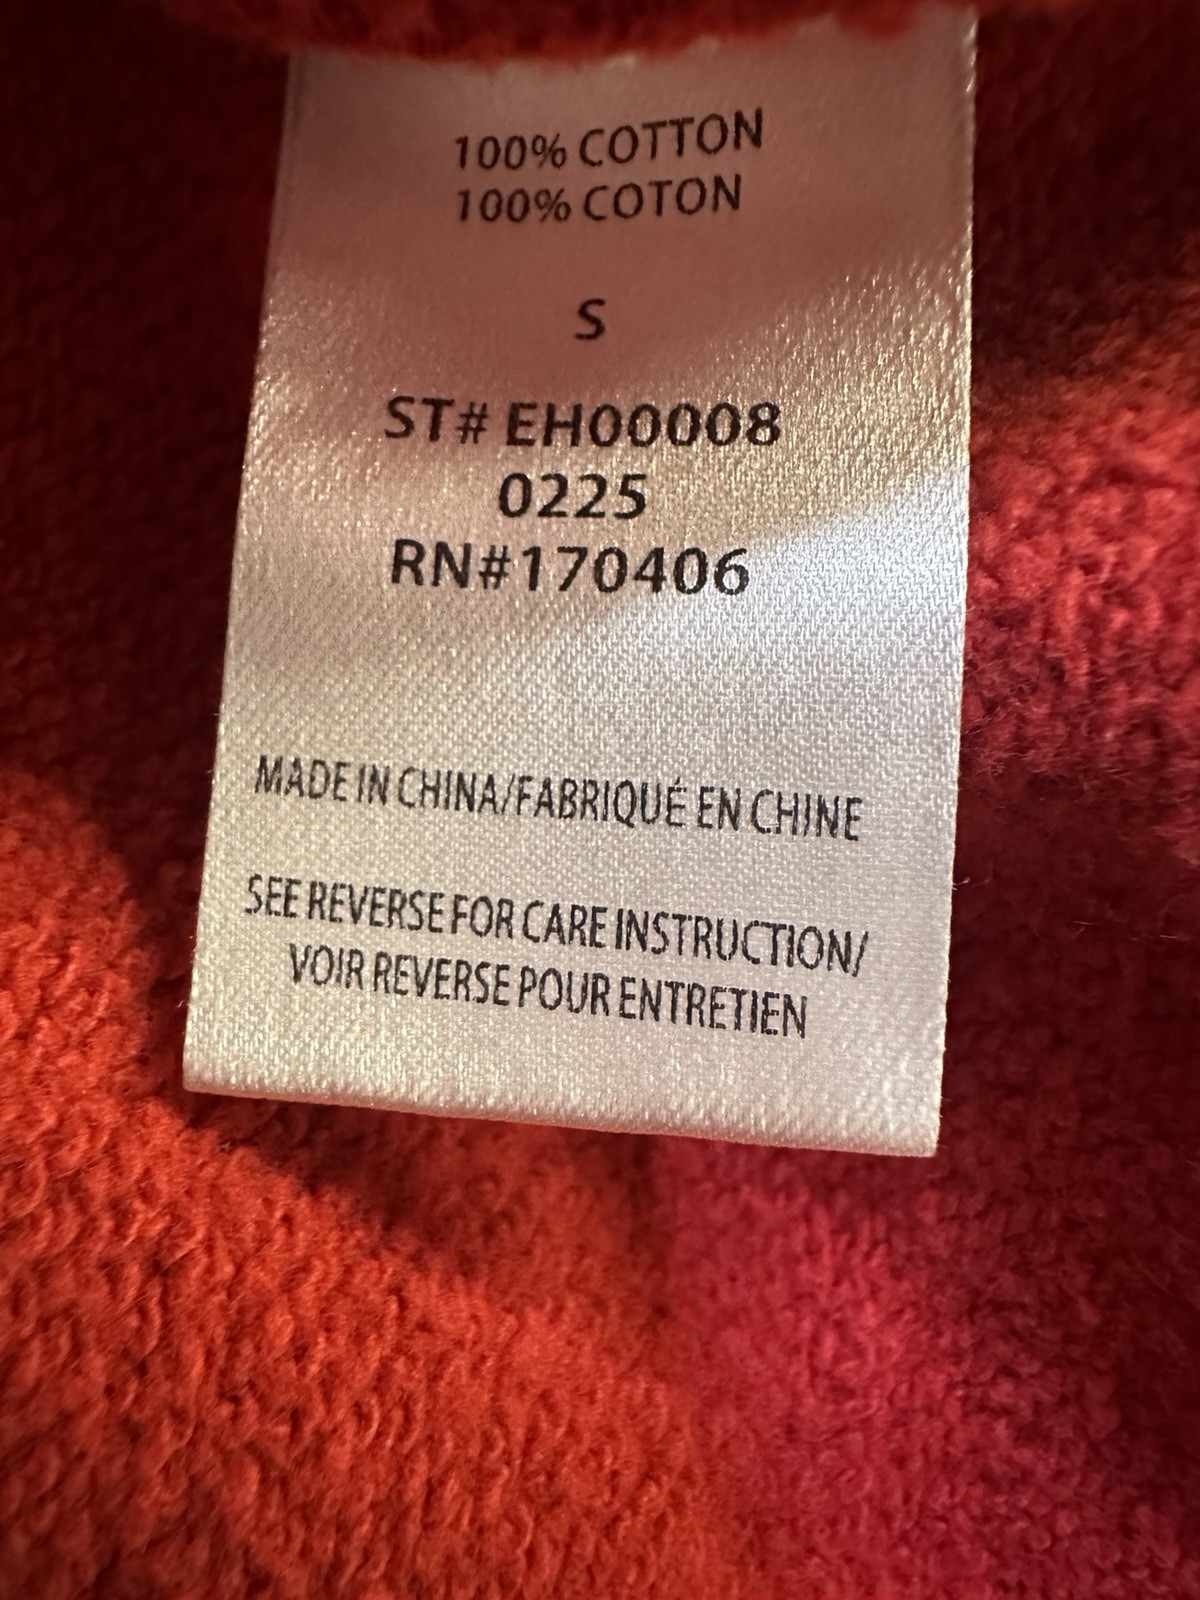 100% COTTON
100% COTON
S
ST# EH00008
0225
RN#170406
MADE IN CHINA/FABRIQUÉ EN CHINE
SEE REVERSE FOR CARE INSTRUCTION/
VOIR REVERSE POUR ENTRETIEN